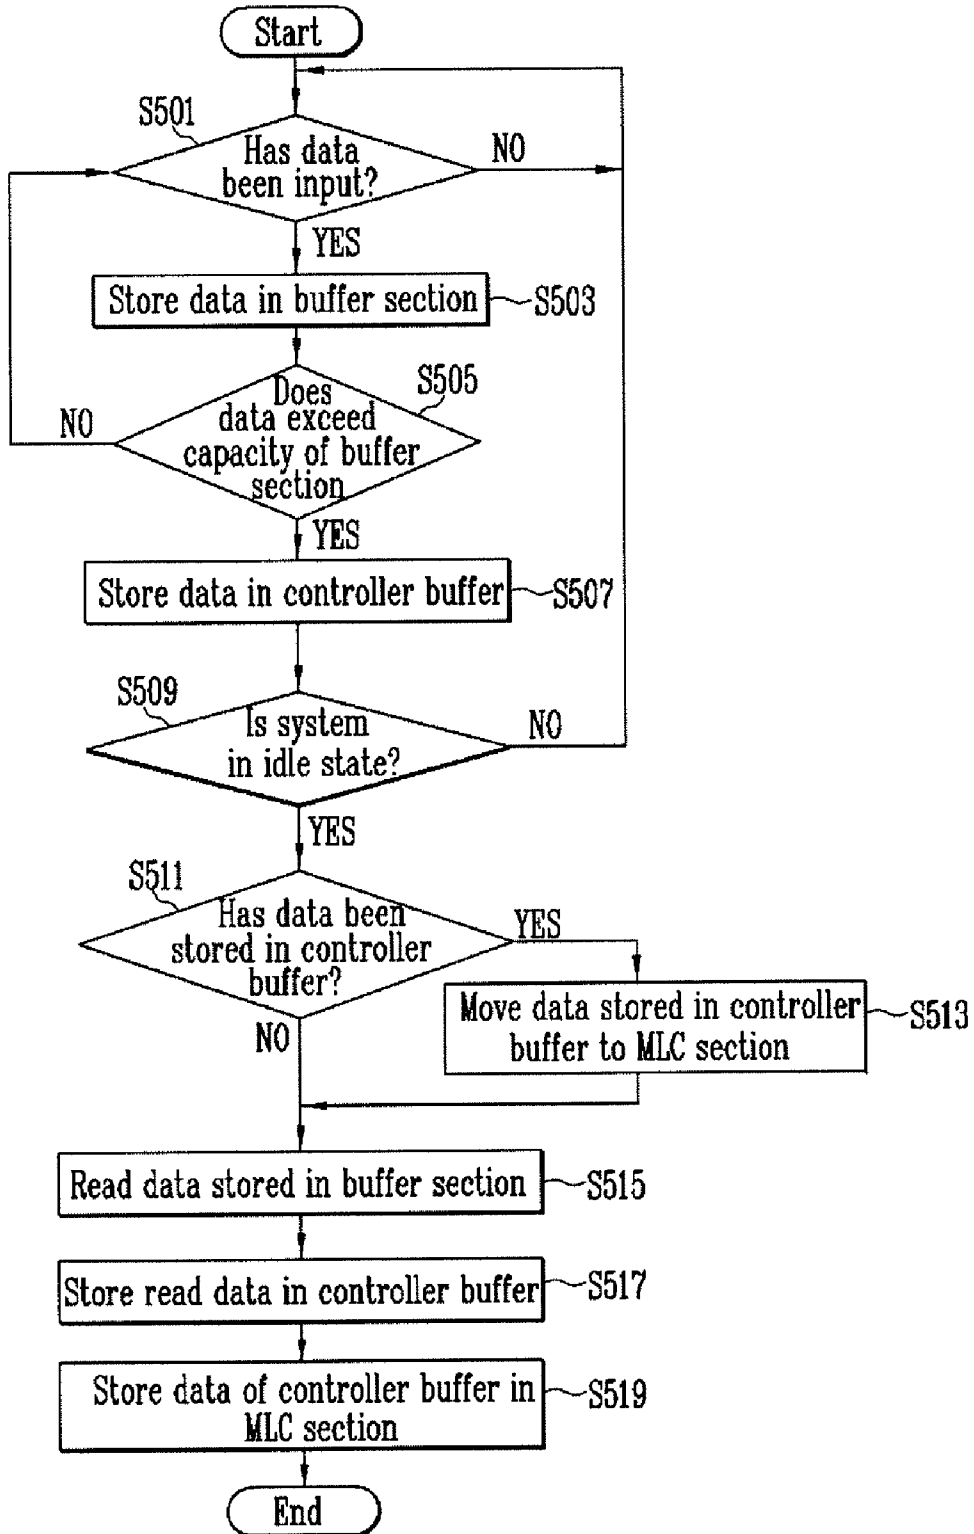 Start
S501
Has data
been input?
NO
YES
Store data in buffer section
S503
S505
Does
data exceed
capacity of buffer
section
NO
YES
Store data in controller buffer
S507
S509
Is system
in idle state?
NO
YES
S511
Has data been
stored in controller
buffer?
YES
NO
Move data stored in controller
buffer to MLC section
S513
Read data stored in buffer section
S515
Store read data in controller buffer
S517
Store data of controller buffer in
MLC section
S519
End